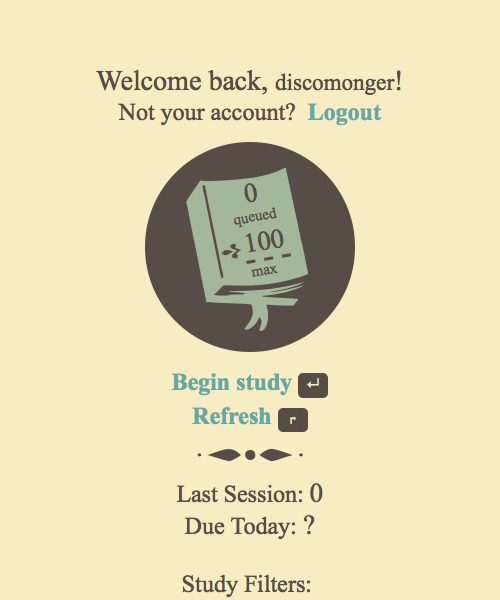 Welcome back, discomonger!
Not your account? Logout
0
queued
100
max
Begin study ↵
Refresh r
Last Session: 0
Due Today: ?
Study Filters: